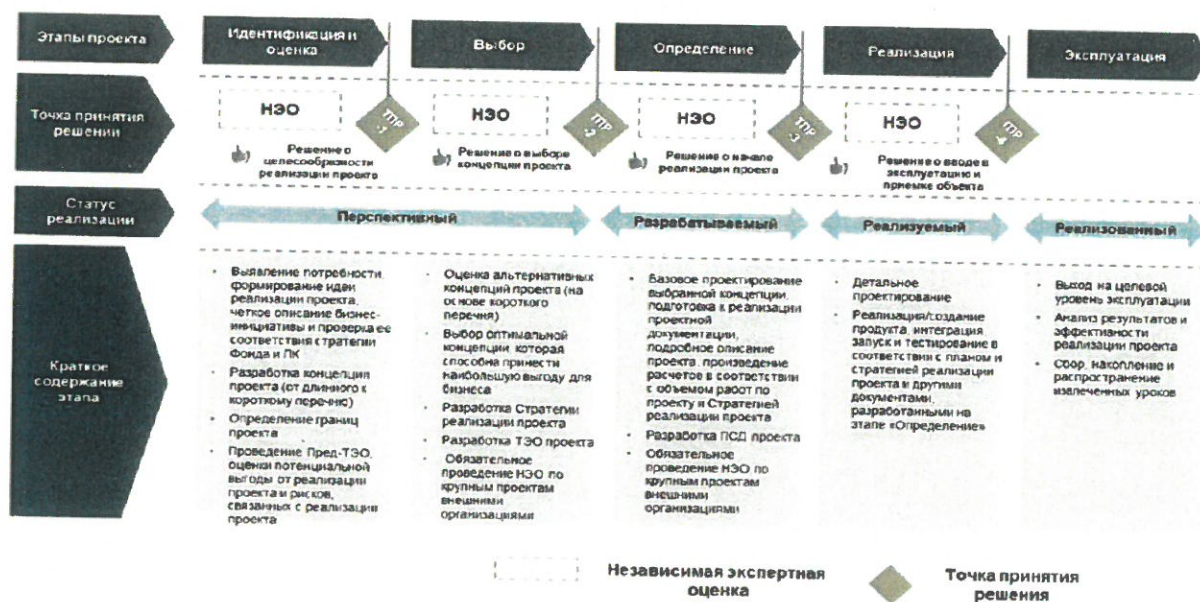 Этапы проекта
Идентификация и
оценка
Выбор
Определение
Реализация
Эксплуатация
Точка принятия
решении
НЭО
ТПР
-1
НЭО
ТПР
-2
НЭО
ТПР
-3
НЭО
ТПР
-4
Решение о
целесообразности
реализации проекто
Решение о выборе
концепции проекта
Решение о начале
реализации проекта
Решение о вводе в
эксплуатацию и
приемке объекта
Статус
реализации
Перспективный
Разрабатываемый
Реализуемый
Реализованный
Краткое
содержание
этапа
• Выявление потребности,
формирование идеи
реализации проекта,
четкое описание бизнес-
инициативы и проверка ее
соответствия стратегии
Фонда и ПК
• Разработка концепции
проекта (от длинного к
короткому перечню)
• Определение границ
проекта
• Проведение Пред-ТЭО,
оценки потенциальной
выгоды от реализации
проекта и рисков,
связанных с реализации
проекта
• Оценка альтернативных
концепций проекта (на
основе короткого
перечня)
• Выбор оптимальной
концепции, которая
способна принести
наибольшую выгоду для
бизнеса
• Разработка Стратегии
реализации проекта
• Разработка ТЭО проекта
• Обязательное
проведение НЭО по
крупным проектам
внешними
организациями
• Базовое проектирование
выбранной концепции,
подготовка к реализации
проектной
документации,
подробное описание
проекта, произведение
расчетов в соответствии
с объемом работ по
проекту и Стратегией
реализации проекта
• Разработка ПСД проекта
• Обязательное
проведение НЭО по
крупным проектам
внешними
организациями
• Детальное
проектирование
• Реализация/создание
продукта, интеграция,
запуск и тестирование в
соответствии с планом и
стратегией реализации
проекта и другими
документами,
разработанными на
этапе «Определение»
• Выход на целевой
уровень эксплуатации
• Анализ результатов и
эффективности
реализации проекта
• Сбор, накопление и
распространение
извлеченных уроков
Независимая экспертная
оценка
Точка принятия
решения